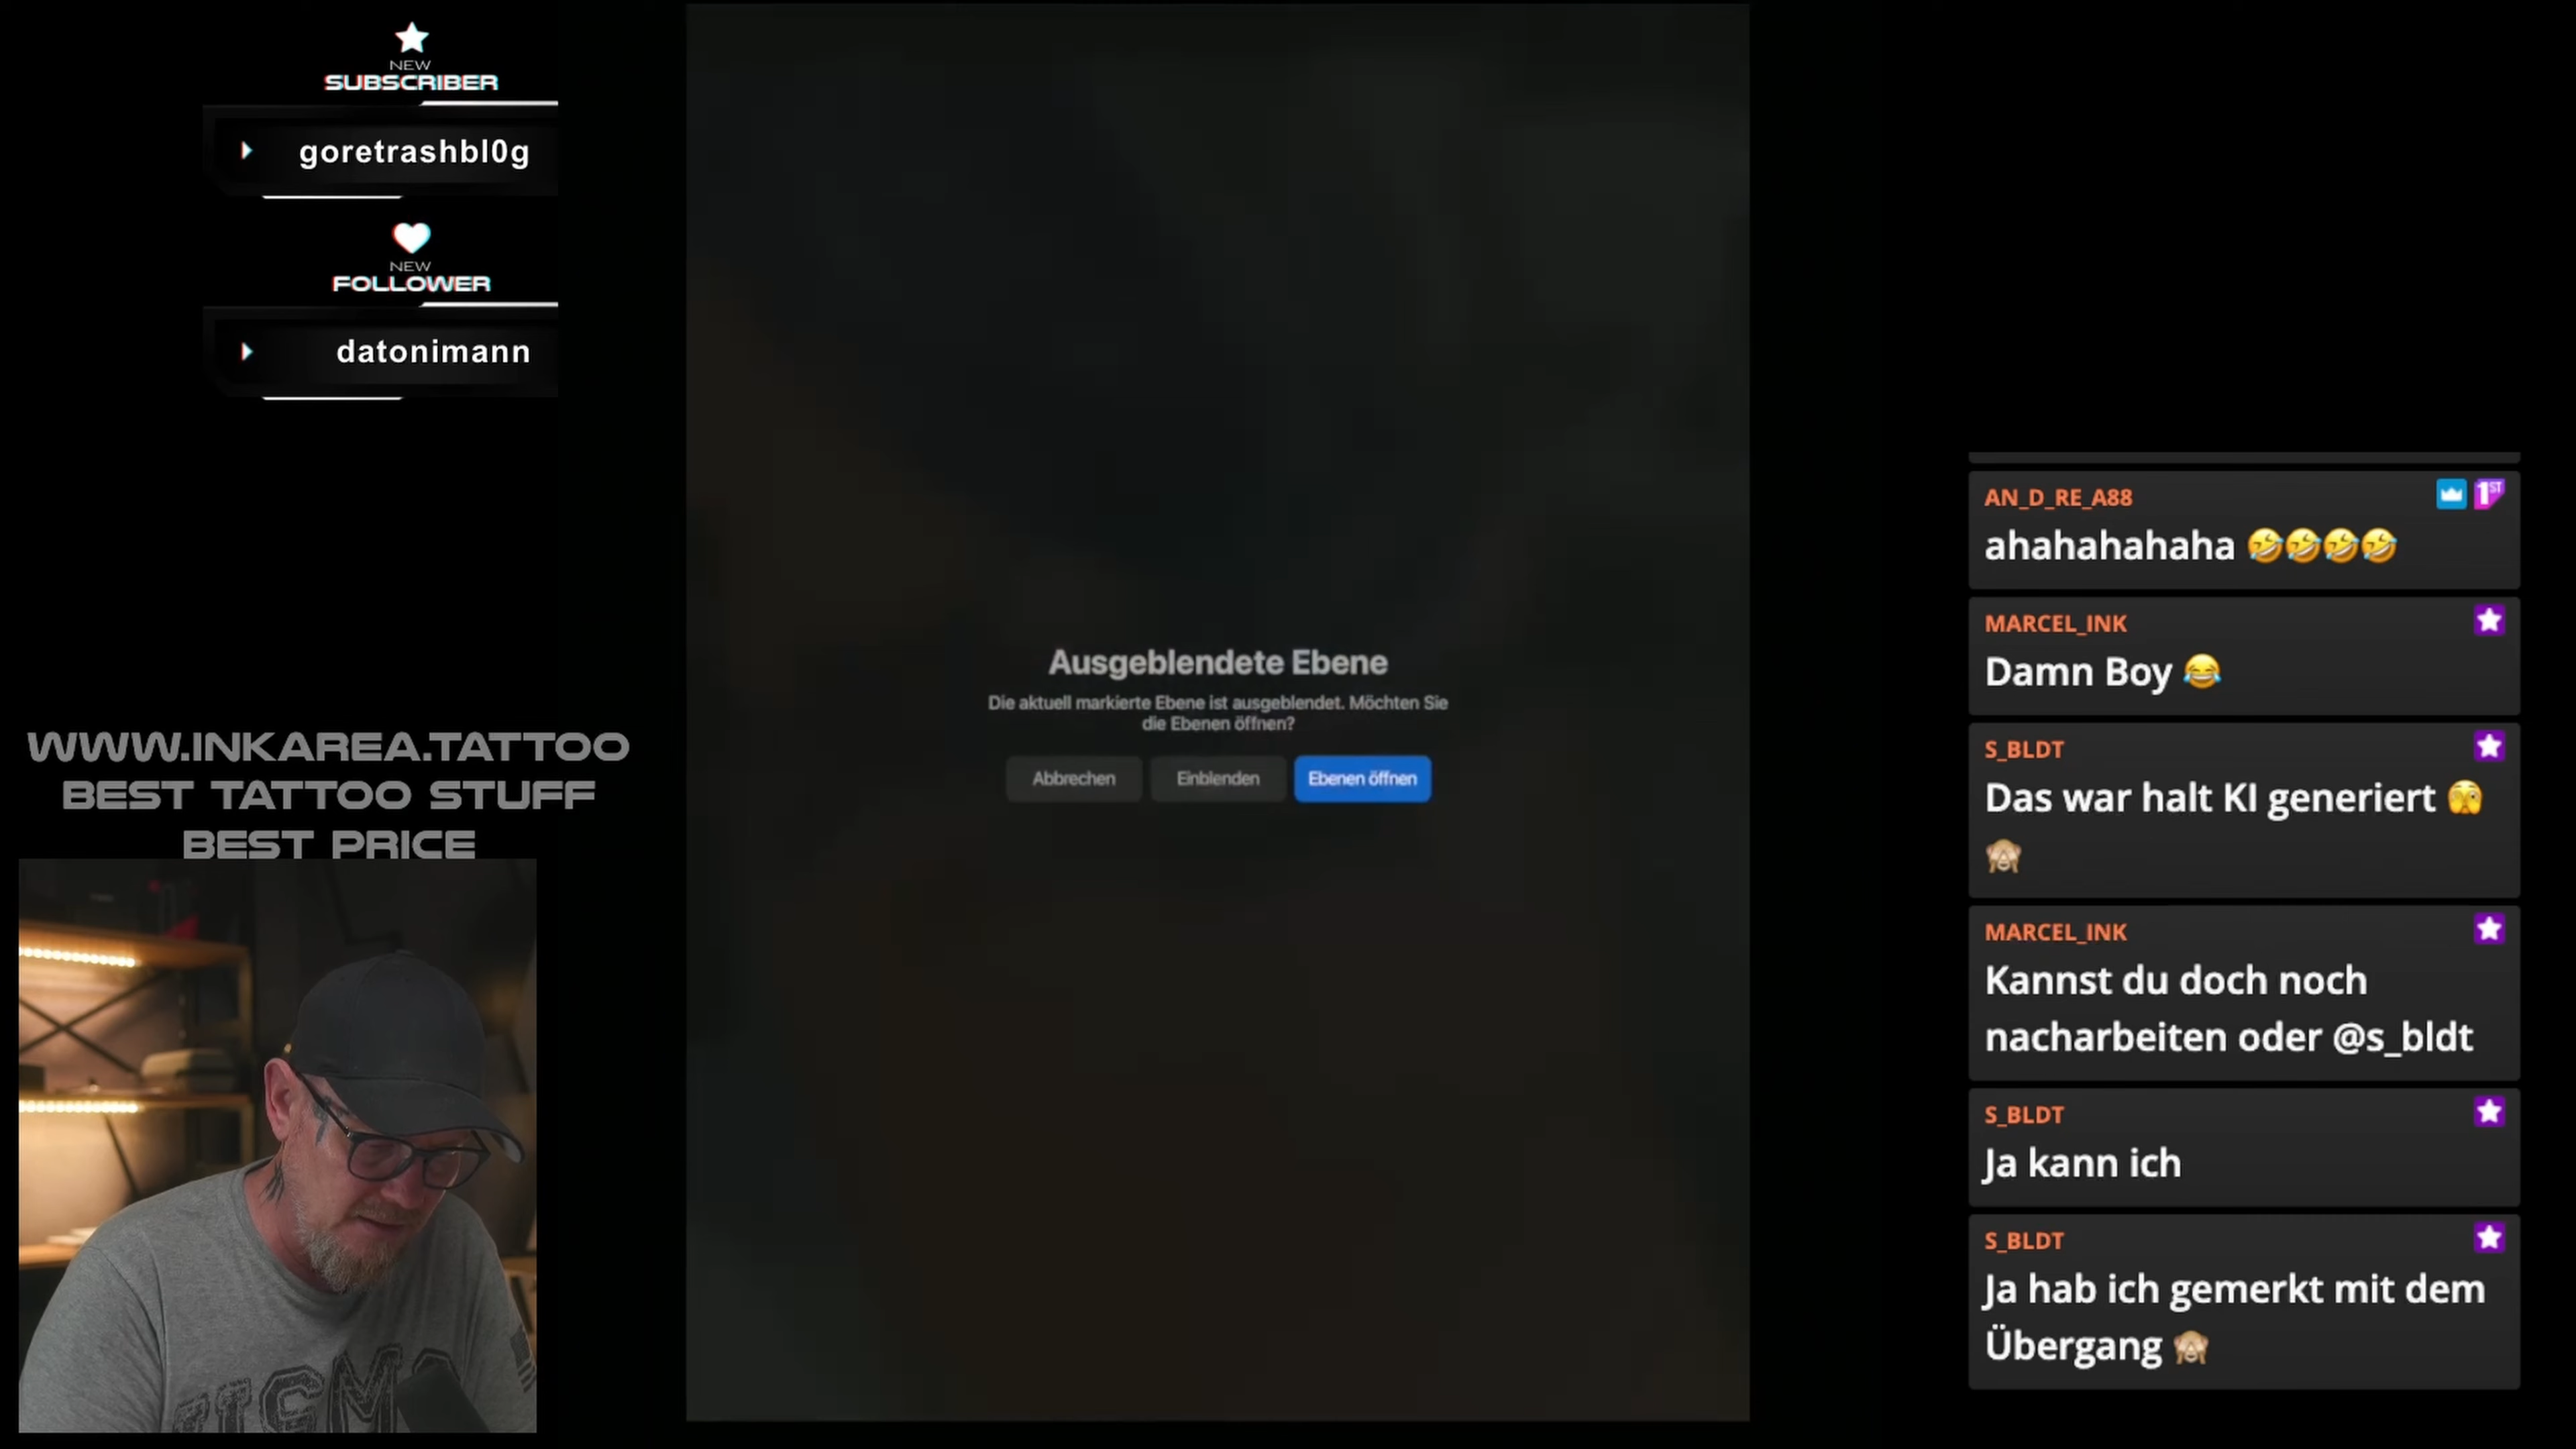 NEW
SUBSCRIBER
goretrashbl0g
NEW
FOLLOWER
datonimann
WWW.INKAREA.TATTOO
BEST TATTOO STUFF
BEST PRICE
Ausgeblendete Ebene
Die aktuell markierte Ebene ist ausgeblendet. Möchten Sie
die Ebenen öffnen?
Abbrechen
Einblenden
Ebenen öffnen
AN_D_RE_A88
1ST
ahahahahaha 🤣🤣🤣🤣
MARCEL_INK
Damn Boy 😂
S_BLDT
Das war halt KI generiert 🫣
🙈
MARCEL_INK
Kannst du doch noch
nacharbeiten oder @s_bldt
S_BLDT
Ja kann ich
S_BLDT
Ja hab ich gemerkt mit dem
Übergang 🙈